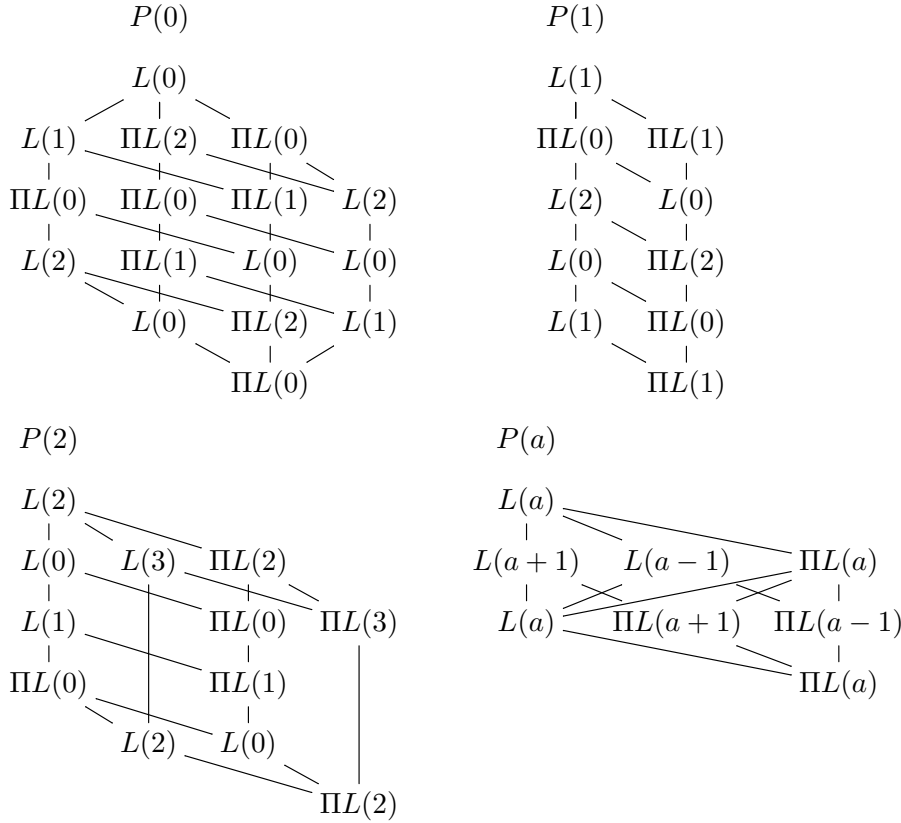 P(0) P(1)
L(0) L(1)
L(1) ΠL(2) ΠL(0) ΠL(0) ΠL(1)
ΠL(0) ΠL(0) ΠL(1) L(2) L(2) L(0)
L(2) ΠL(1) L(0) L(0) L(0) ΠL(2)
L(0) ΠL(2) L(1) L(1) ΠL(0)
ΠL(0) ΠL(1)
P(2) P(a)
L(2) L(a)
L(0) L(3) ΠL(2) L(a + 1) L(a − 1) ΠL(a)
L(1) ΠL(0) ΠL(3) L(a) ΠL(a + 1) ΠL(a − 1)
ΠL(0) ΠL(1) ΠL(a)
L(2) L(0)
ΠL(2)